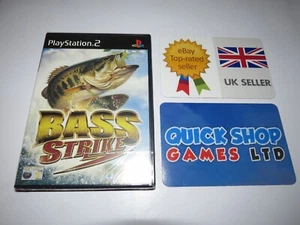 PlayStation 2
BASS
STRIKE
eBay
Top-rated
seller
UK SELLER
QUICK SHOP
GAMES LTD